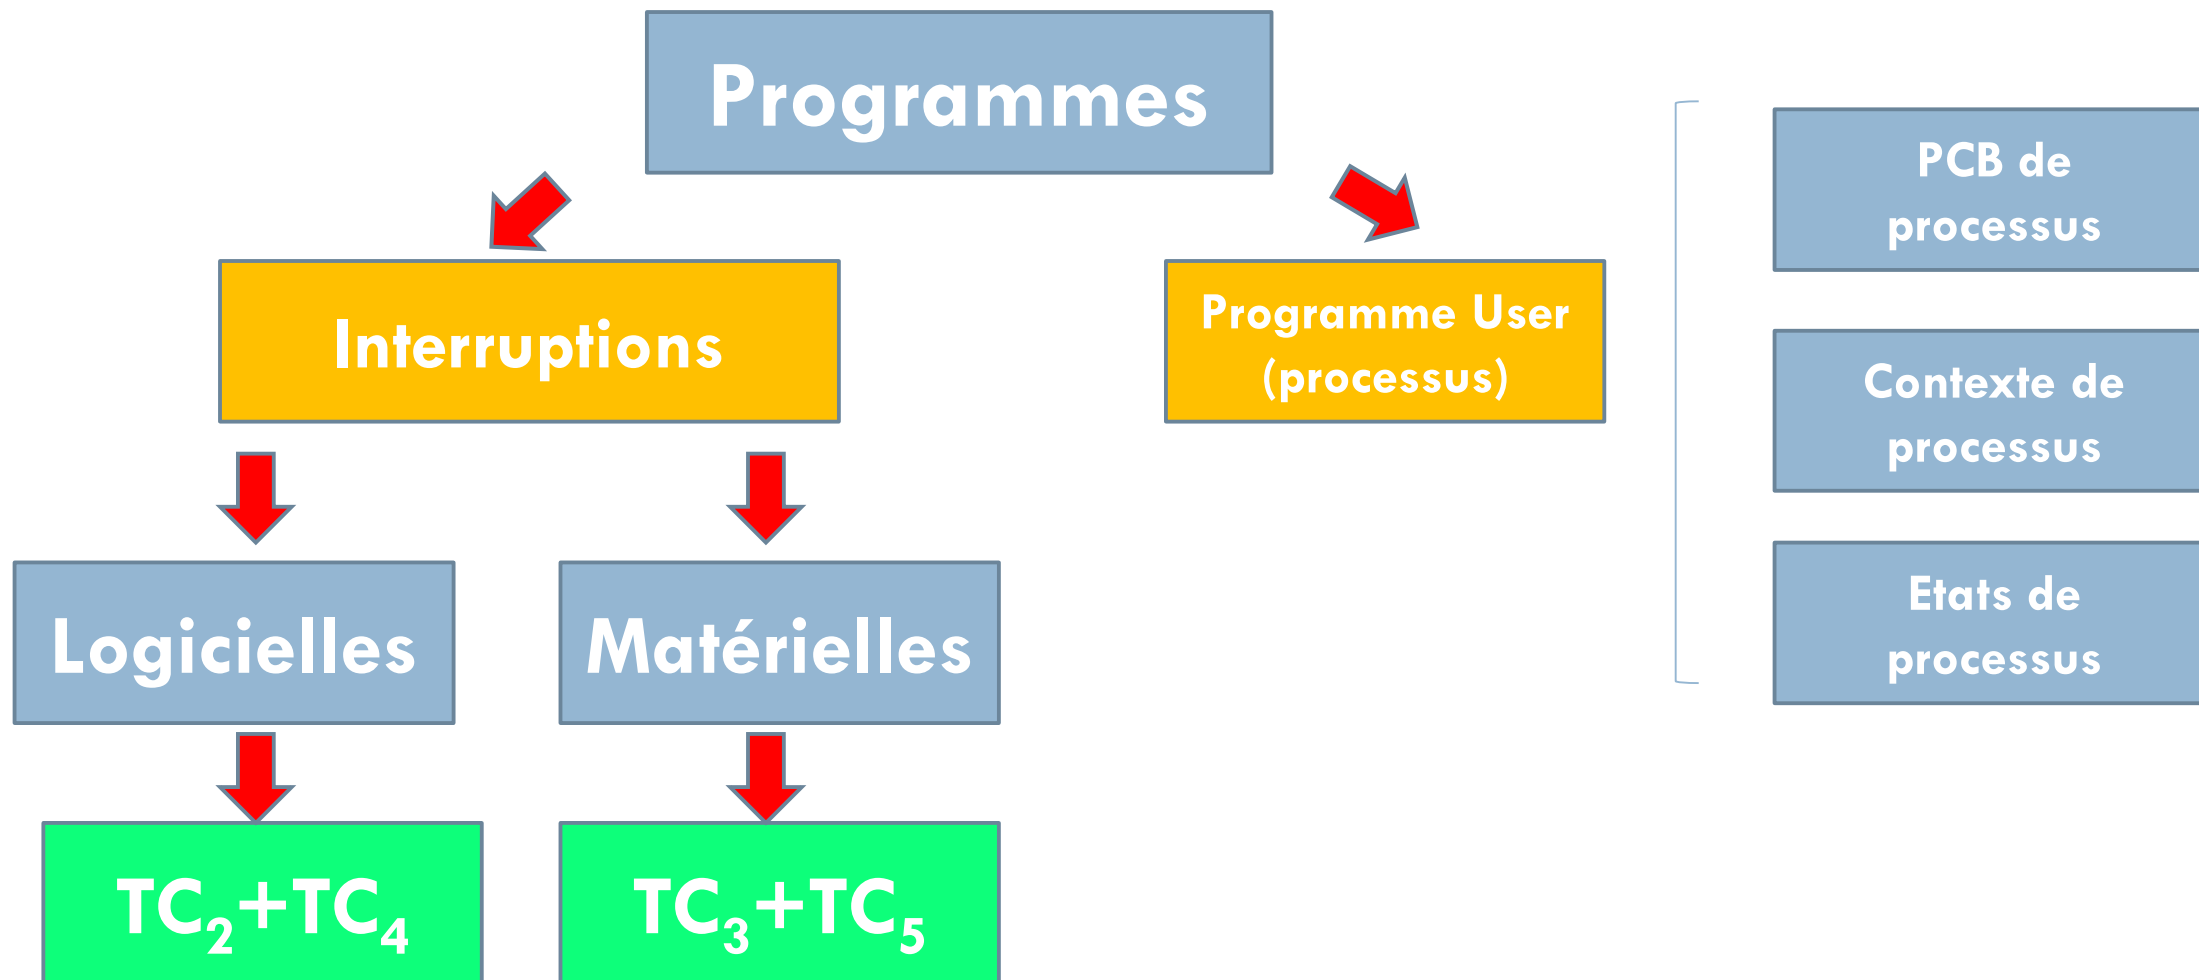 Programmes
Interruptions
Programme User
(processus)
Logicielles
Matérielles
TC₂+TC₄
TC₃+TC₅
PCB de
processus
Contexte de
processus
Etats de
processus